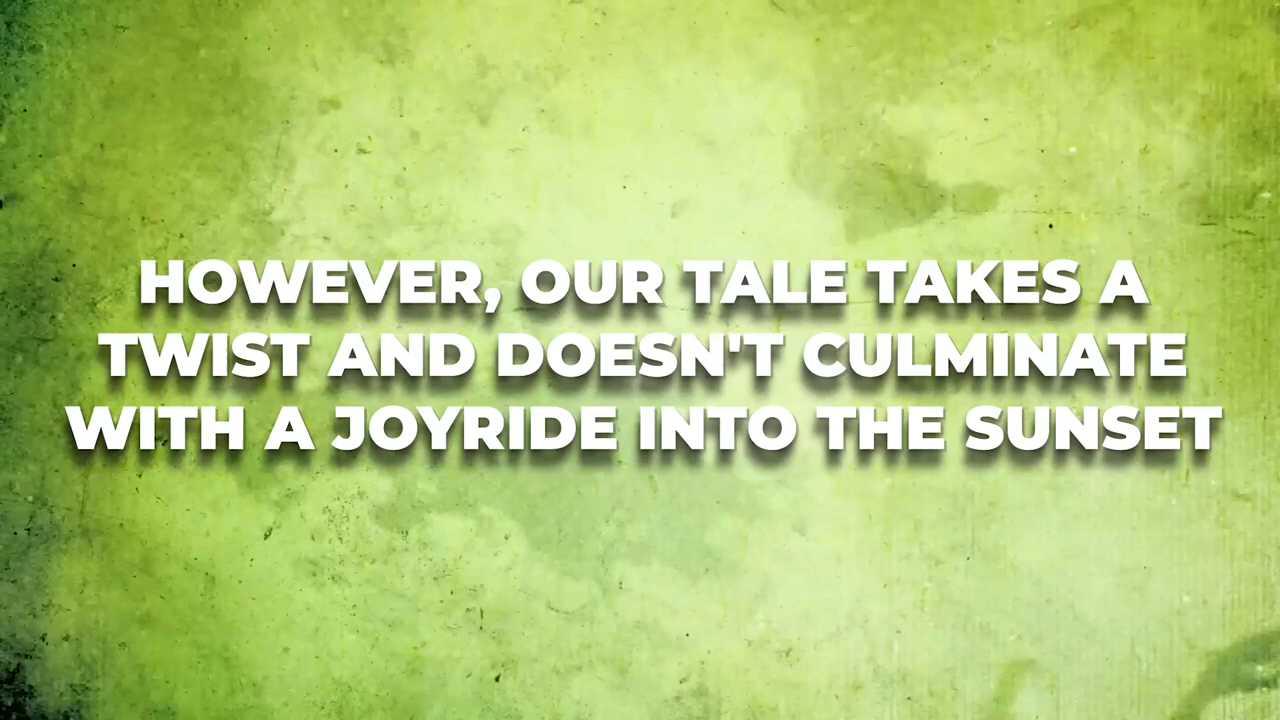 HOWEVER, OUR TALE TAKES A
TWIST AND DOESN'T CULMINATE
WITH A JOYRIDE INTO THE SUNSET